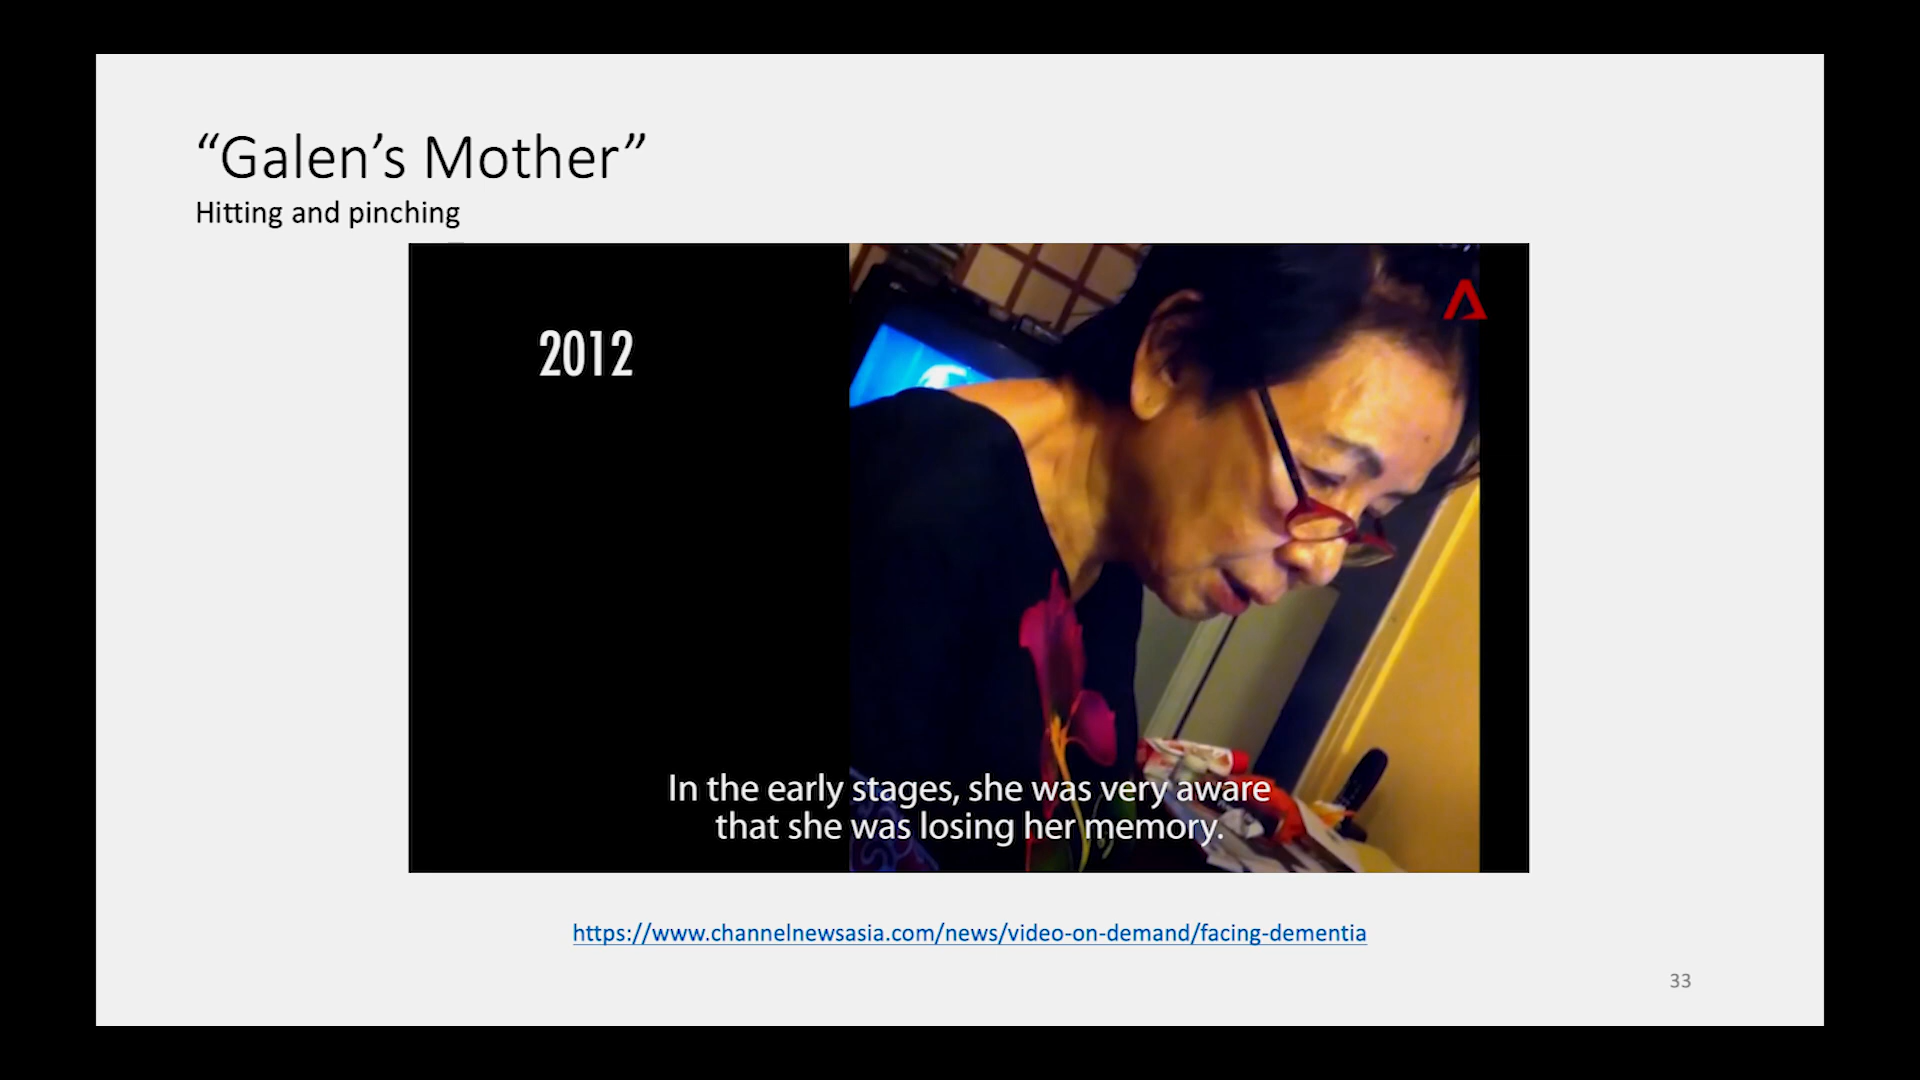 “Galen’s Mother”
Hitting and pinching
2012
In the early stages, she was very aware
that she was losing her memory.
https://www.channelnewsasia.com/news/video-on-demand/facing-dementia
33